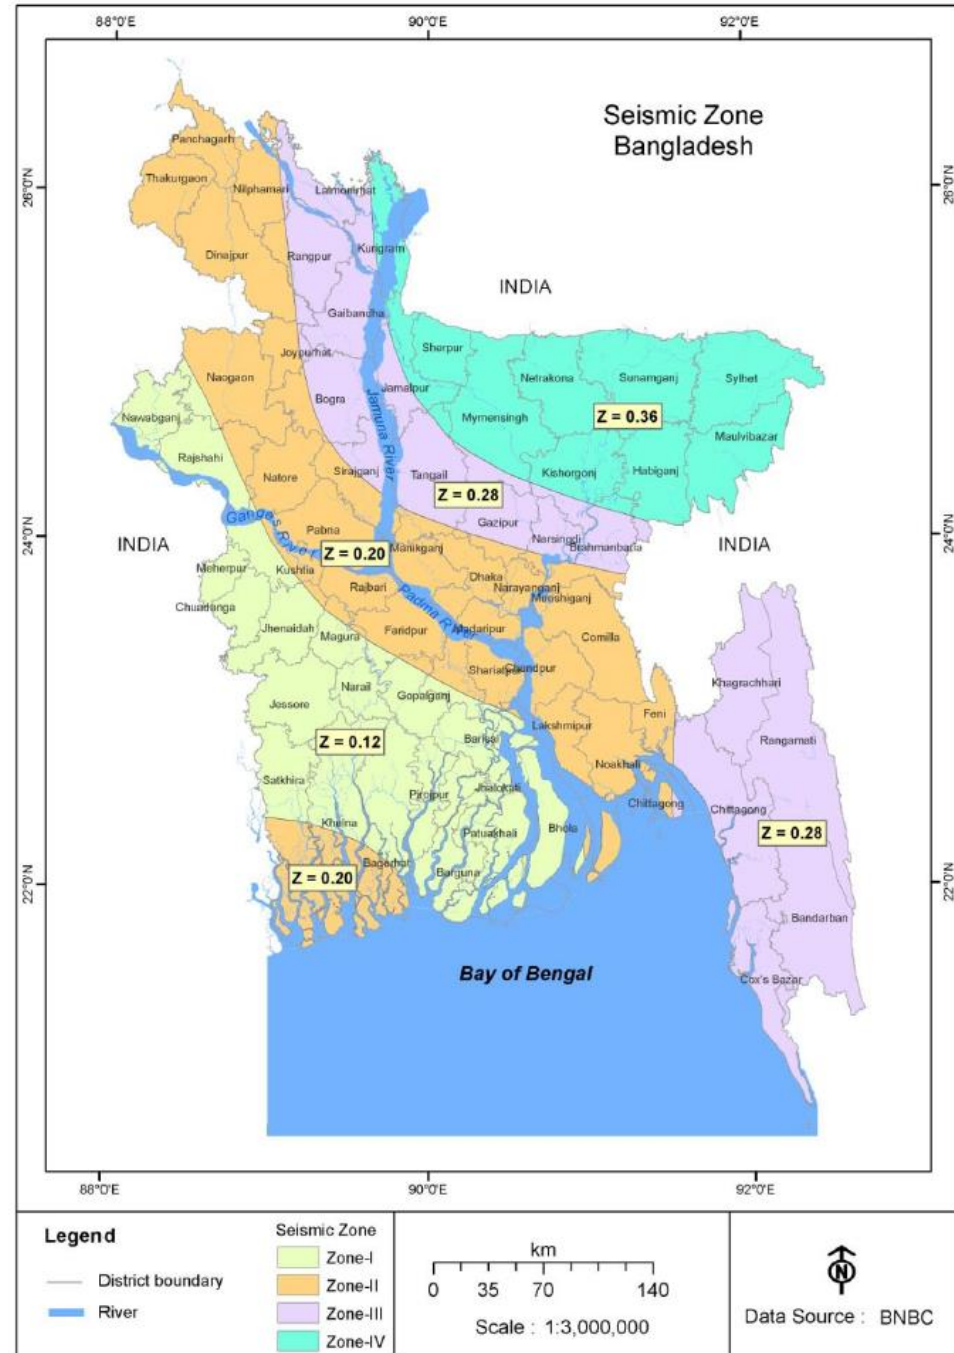 88°0'E 90°0'E 92°0'E
Seismic Zone
Bangladesh
26°0'N
26°0'N
24°0'N
24°0'N
22°0'N
22°0'N
Panchagarh
Thakurgaon
Nilphamari
Lalmonirhat
Dinajpur
Rangpur
Kurigram
INDIA
Gaibandha
Joypurhat
Sherpur
Naogaon
Jamalpur
Netrakona
Sunamganj
Sylhet
Bogra
Jamuna River
Mymensingh
Z = 0.36
Nawabganj
Maulvibazar
Rajshahi
Sirajganj
Tangail
Kishorgonj
Habiganj
Natore
Z = 0.28
Ganges River
Pabna
Gazipur
Narsingdi
INDIA
Z = 0.20
Manikganj
Brahmanbaria
INDIA
Meherpur
Kushtia
Dhaka
Rajbari
Narayanganj
Chuadanga
Padma River
Munshiganj
Jhenaidah
Magura
Faridpur
Madaripur
Comilla
Shariatpur
Chandpur
Narail
Gopalganj
Khagrachhari
Jessore
Lakshmipur
Feni
Z = 0.12
Barisal
Rangamati
Noakhali
Satkhira
Pirojpur
Jhalokati
Chittagong
Chittagong
Khulna
Patuakhali
Bhola
Z = 0.28
Bagerhat
Barguna
Z = 0.20
Bandarban
Bay of Bengal
Cox's Bazar
88°0'E 90°0'E 92°0'E
Legend
District boundary
River
Seismic Zone
Zone-I
Zone-II
Zone-III
Zone-IV
km
0 35 70 140
Scale : 1:3,000,000
N
Data Source : BNBC